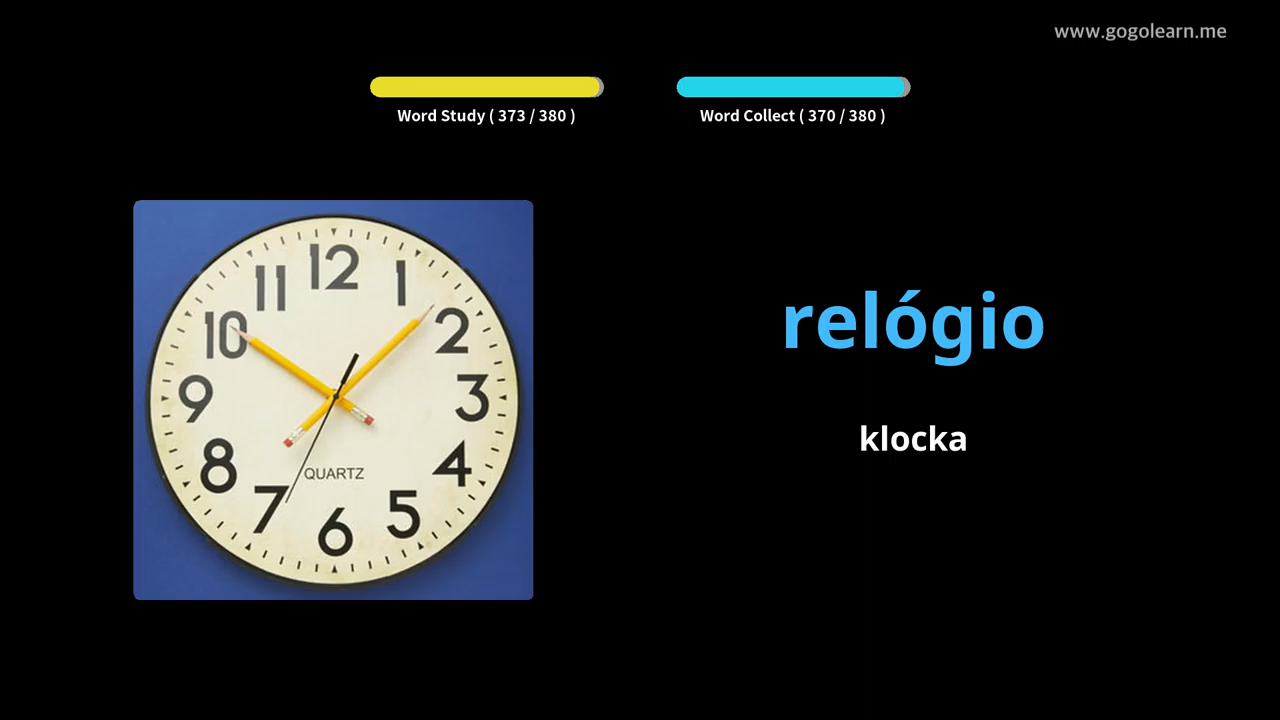 www.gogolearn.me
Word Study ( 373 / 380 )
Word Collect ( 370 / 380 )
12
11
1
10
2
9
3
8
4
QUARTZ
7
5
6
relógio
klocka